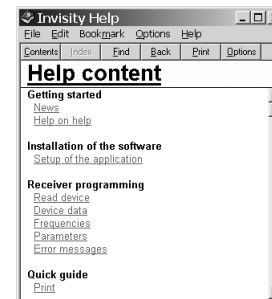 Invisity Help
File Edit Bookmark Options Help
Contents Index Find Back Print Options
Help content
Getting started
News
Help on help
Installation of the software
Setup of the application
Receiver programming
Read device
Device data
Frequencies
Parameters
Error messages
Quick guide
Print